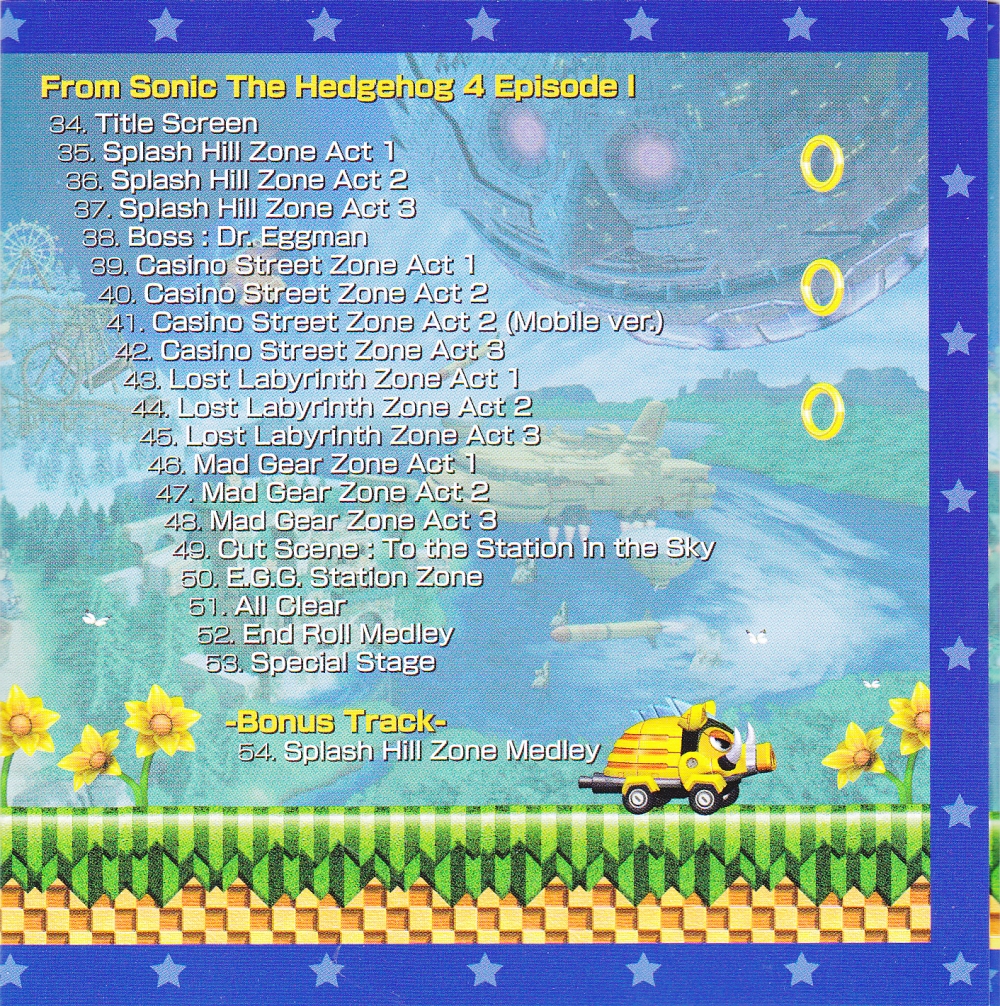 From Sonic The Hedgehog 4 Episode I
34. Title Screen
35. Splash Hill Zone Act 1
36. Splash Hill Zone Act 2
37. Splash Hill Zone Act 3
38. Boss : Dr. Eggman
39. Casino Street Zone Act 1
40. Casino Street Zone Act 2
41. Casino Street Zone Act 2 (Mobile ver.)
42. Casino Street Zone Act 3
43. Lost Labyrinth Zone Act 1
44. Lost Labyrinth Zone Act 2
45. Lost Labyrinth Zone Act 3
46. Mad Gear Zone Act 1
47. Mad Gear Zone Act 2
48. Mad Gear Zone Act 3
49. Cut Scene : To the Station in the Sky
50. E.G.G. Station Zone
51. All Clear
52. End Roll Medley
53. Special Stage
-Bonus Track-
54. Splash Hill Zone Medley